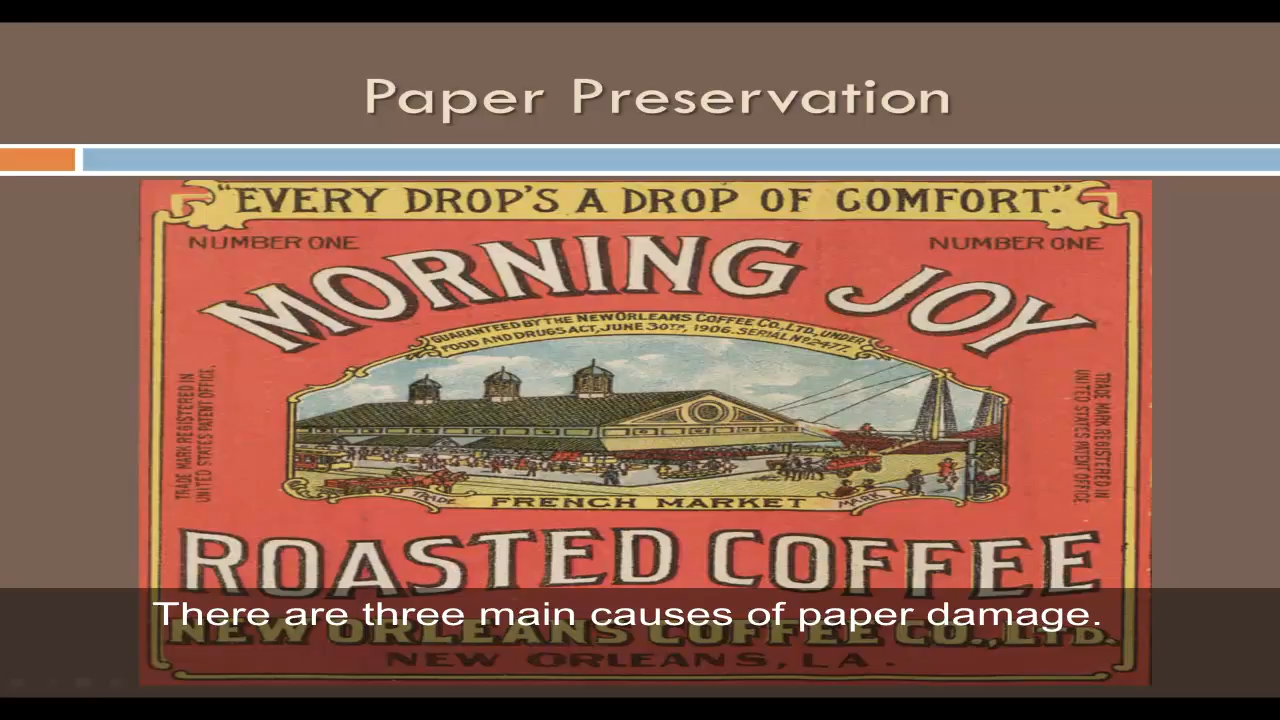 Paper Preservation
"EVERY DROP'S A DROP OF COMFORT."
NUMBER ONE
NUMBER ONE
MORNING JOY
GUARANTEED BY THE NEW ORLEANS COFFEE CO., LTD., UNDER
FOOD AND DRUGS ACT, JUNE 30TH, 1906. SERIAL No 2477.
TRADE MARK REGISTERED IN
UNITED STATES PATENT OFFICE.
TRADE MARK REGISTERED IN
UNITED STATES PATENT OFFICE.
TRADE
FRENCH MARKET
MARK
ROASTED COFFEE
There are three main causes of paper damage.
NEW ORLEANS COFFEE CO., LTD.
NEW ORLEANS, LA.